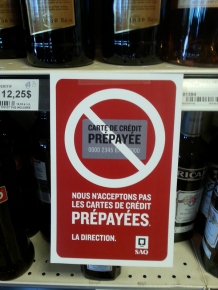 12,25$
CARTE DE CRÉDIT
PRÉPAYÉE
NOUS N'ACCEPTONS PAS
LES CARTES DE CRÉDIT
PRÉPAYÉES.
LA DIRECTION.
SAQ